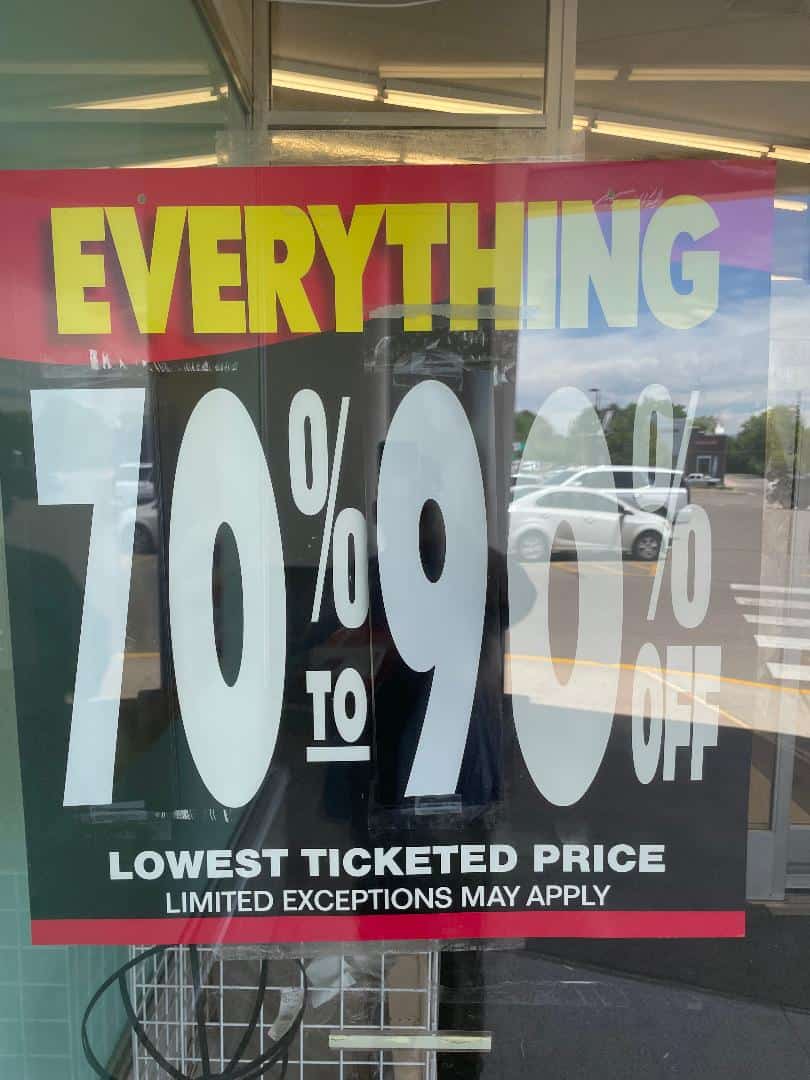 EVERYTHING
70% TO 90% OFF
LOWEST TICKETED PRICE
LIMITED EXCEPTIONS MAY APPLY